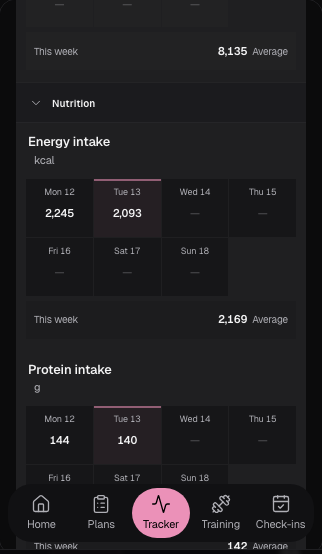 — — —
This week 8,135 Average
Nutrition
Energy intake
kcal
Mon 12 Tue 13 Wed 14 Thu 15
2,245 2,093 — —
Fri 16 Sat 17 Sun 18
— — —
This week 2,169 Average
Protein intake
g
Mon 12 Tue 13 Wed 14 Thu 15
144 140 — —
Fri 16 Sat 17 Sun 18
Home Plans Tracker Training Check-ins
This week 142 Average